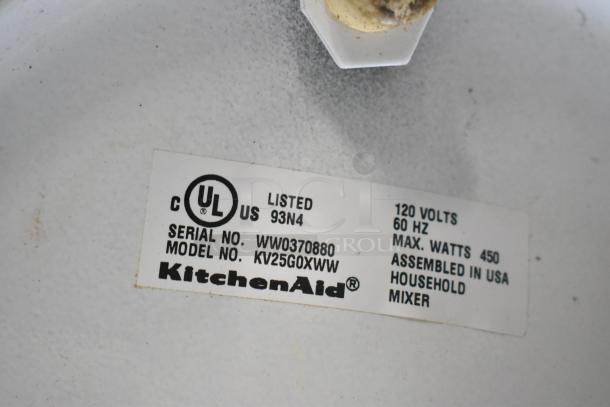 C UL ® US LISTED 93N4
SERIAL NO. WW0370880
MODEL NO. KV25G0XWW
KitchenAid®
120 VOLTS
60 HZ
MAX. WATTS 450
ASSEMBLED IN USA
HOUSEHOLD
MIXER
GROUP